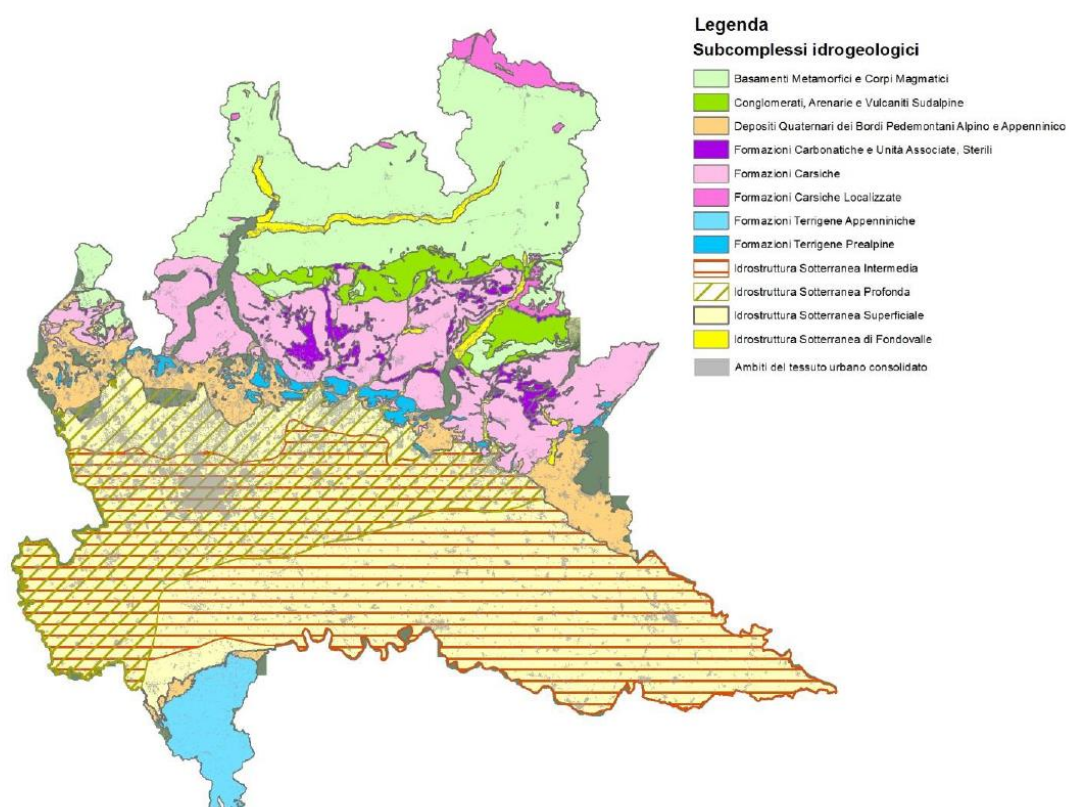 Legenda
Subcomplessi idrogeologici
Basamenti Metamorfici e Corpi Magmatici
Conglomerati, Arenarie e Vulcaniti Sudalpine
Depositi Quaternari dei Bordi Pedemontani Alpino e Appenninico
Formazioni Carbonatiche e Unità Associate, Sterili
Formazioni Carsiche
Formazioni Carsiche Localizzate
Formazioni Terrigene Appenniniche
Formazioni Terrigene Prealpine
Idrostruttura Sotterranea Intermedia
Idrostruttura Sotterranea Profonda
Idrostruttura Sotterranea Superficiale
Idrostruttura Sotterranea di Fondovalle
Ambiti del tessuto urbano consolidato